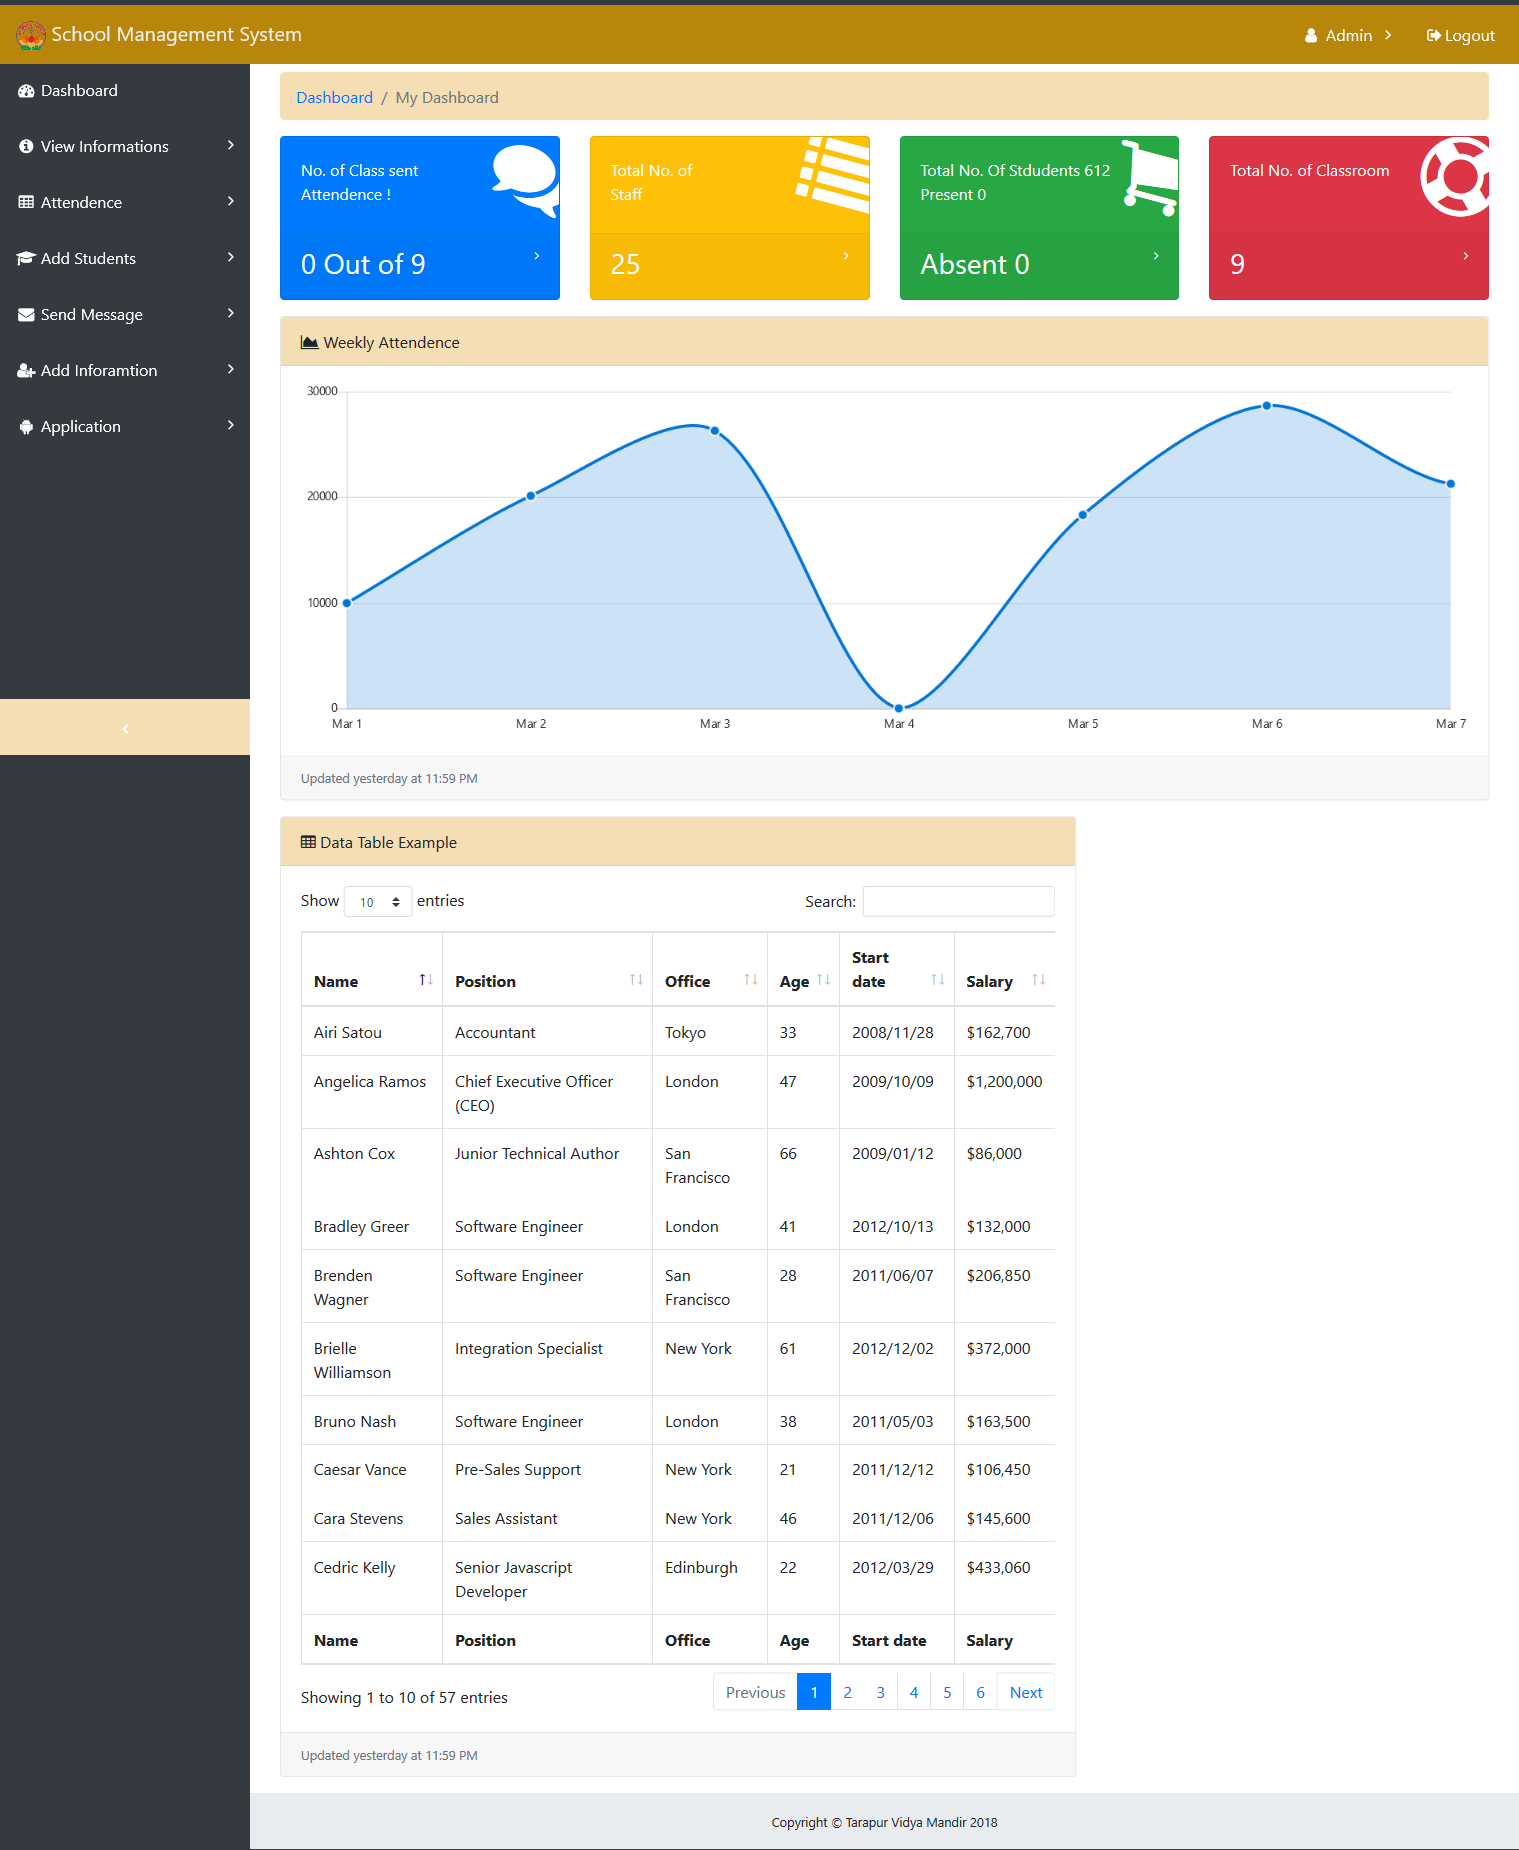 School Management System
Admin
Logout
Dashboard
View Informations
Attendence
Add Students
Send Message
Add Inforamtion
Application
Dashboard / My Dashboard
No. of Class sent
Attendence !
0 Out of 9
Total No. of
Staff
25
Total No. Of Stdudents 612
Present 0
Absent 0
Total No. of Classroom
9
Weekly Attendence
30000
20000
10000
0
Mar 1 Mar 2 Mar 3 Mar 4 Mar 5 Mar 6 Mar 7
Updated yesterday at 11:59 PM
Data Table Example
Show 10 entries Search:
Name Position Office Age Start date Salary
Airi Satou Accountant Tokyo 33 2008/11/28 $162,700
Angelica Ramos Chief Executive Officer (CEO) London 47 2009/10/09 $1,200,000
Ashton Cox Junior Technical Author San Francisco 66 2009/01/12 $86,000
Bradley Greer Software Engineer London 41 2012/10/13 $132,000
Brenden Wagner Software Engineer San Francisco 28 2011/06/07 $206,850
Brielle Williamson Integration Specialist New York 61 2012/12/02 $372,000
Bruno Nash Software Engineer London 38 2011/05/03 $163,500
Caesar Vance Pre-Sales Support New York 21 2011/12/12 $106,450
Cara Stevens Sales Assistant New York 46 2011/12/06 $145,600
Cedric Kelly Senior Javascript Developer Edinburgh 22 2012/03/29 $433,060
Name Position Office Age Start date Salary
Showing 1 to 10 of 57 entries
Previous 1 2 3 4 5 6 Next
Updated yesterday at 11:59 PM
Copyright © Tarapur Vidya Mandir 2018